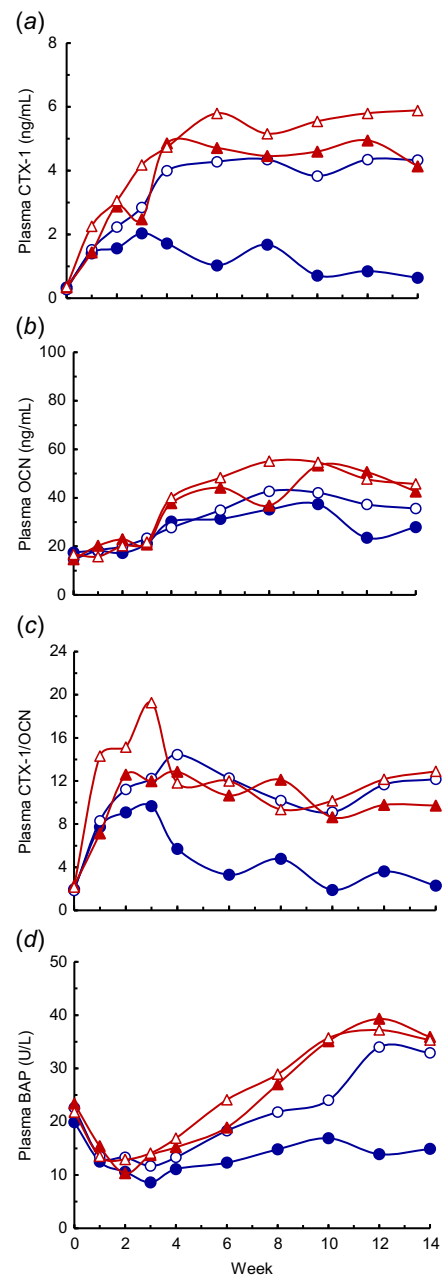 (a)
8
6
4
2
0
Plasma CTX-1 (ng/mL)
(b)
100
80
60
40
20
0
Plasma OCN (ng/mL)
(c)
24
20
16
12
8
4
0
Plasma CTX-1/OCN
(d)
50
40
30
20
10
0
Plasma BAP (U/L)
0 2 4 6 8 10 12 14
Week